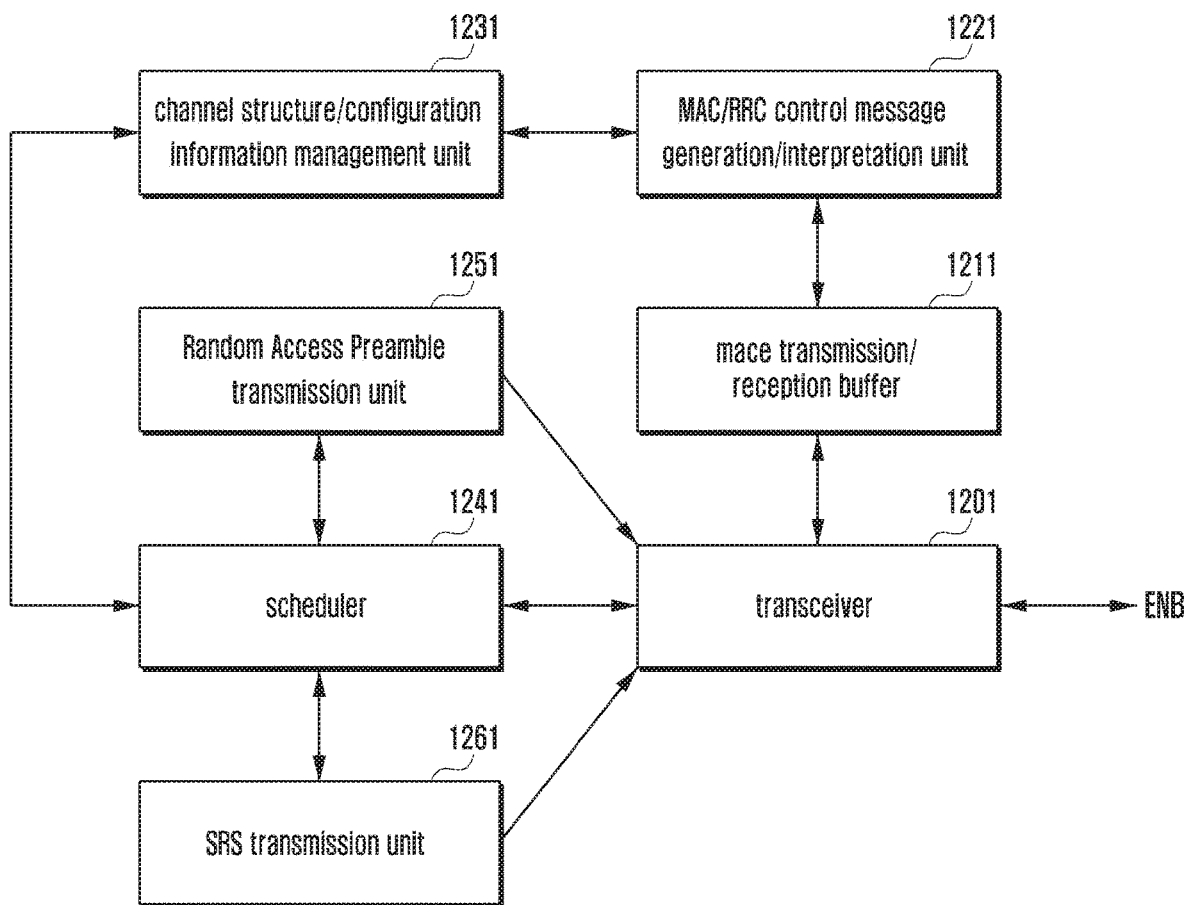 1231
channel structure/configuration
information management unit
1221
MAC/RRC control message
generation/interpretation unit
1251
Random Access Preamble
transmission unit
1211
mace transmission/
reception buffer
1241
scheduler
1201
transceiver
ENB
1261
SRS transmission unit